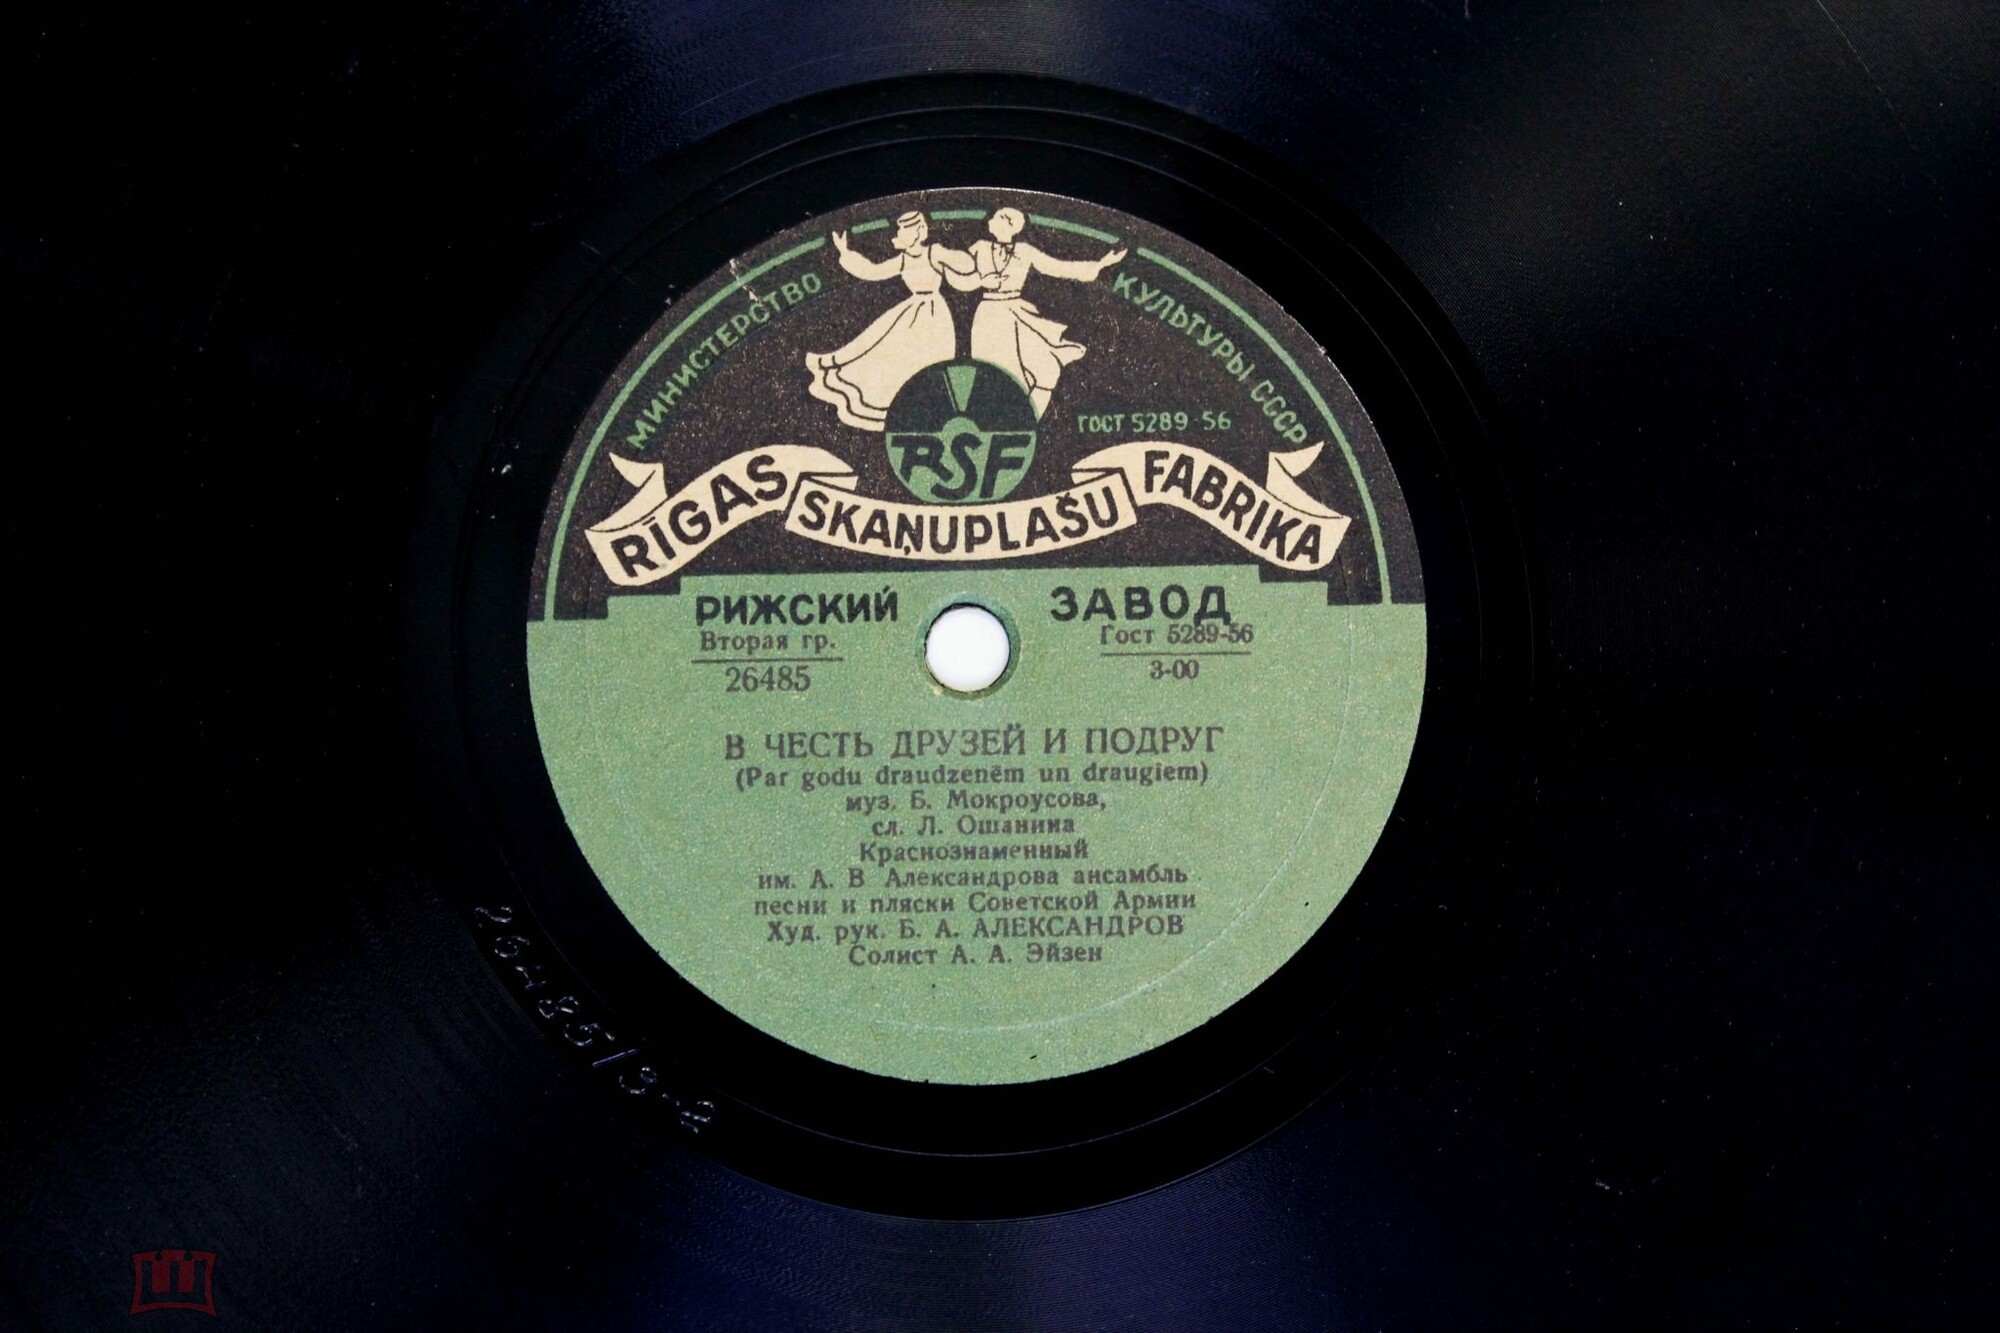 МИНИСТЕРСТВО КУЛЬТУРЫ СССР
ГОСТ 5289-56
RSF
RĪGAS SKAŅUPLAŠU FABRIKA
РИЖСКИЙ ЗАВОД
Вторая гр. Гост 5289-56
26485 3-00
В ЧЕСТЬ ДРУЗЕЙ И ПОДРУГ
(Par godu draudzenēm un draugiem)
муз. Б. Мокроусова,
сл. Л. Ошанина
Краснознаменный
им. А. В Александрова ансамбль
песни и пляски Советской Армии
Худ. рук. Б. А. АЛЕКСАНДРОВ
Солист А. А. Эйзен
26485/3-2